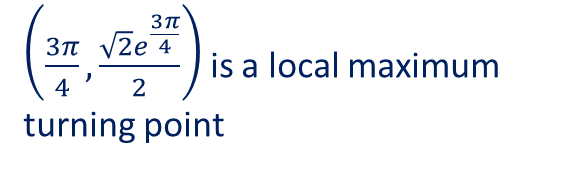 (3π/4, √2e^(3π/4)/2) is a local maximum
turning point